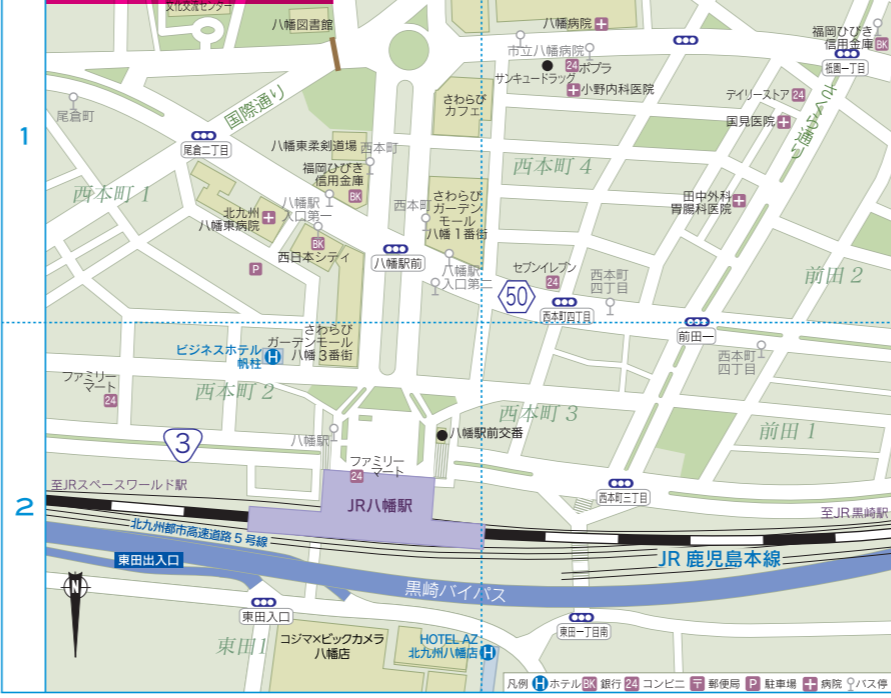 文化交流センター
八幡図書館
八幡病院
市立八幡病院
24 ポプラ
サンキュードラッグ
小野内科医院
福岡ひびき
信用金庫 BK
祇園一丁目
デイリーストア 24
国見医院
さくら通り
尾倉町
国際通り
尾倉二丁目
さわらび
カフェ
1
八幡東柔剣道場
西本町
福岡ひびき
信用金庫
BK
西本町 4
西本町 1
北九州
八幡東病院
八幡駅
入口第一
西本町
さわらび
ガーデン
モール
八幡1番街
田中外科
胃腸科医院
BK
西日本シティ
P
八幡駅前
八幡駅
入口第二
セブンイレブン
24
50
西本町
四丁目
西本町四丁目
前田 2
前田一
西本町
四丁目
さわらび
ガーデンモール
八幡3番街
ビジネスホテル
帆柱
H
ファミリー
マート
24
西本町 2
西本町 3
前田 1
3
八幡駅
八幡駅前交番
ファミリー
マート
24
至JRスペースワールド駅
JR八幡駅
西本町三丁目
至JR黒崎駅
2
北九州都市高速道路5号線
東田出入口
JR 鹿児島本線
黒崎バイパス
N
東田入口
東田一丁目南
東田1
コジマ×ビックカメラ
八幡店
HOTEL AZ
北九州八幡店 H
凡例 H ホテル BK 銀行 24 コンビニ 〒 郵便局 P 駐車場 病院 バス停